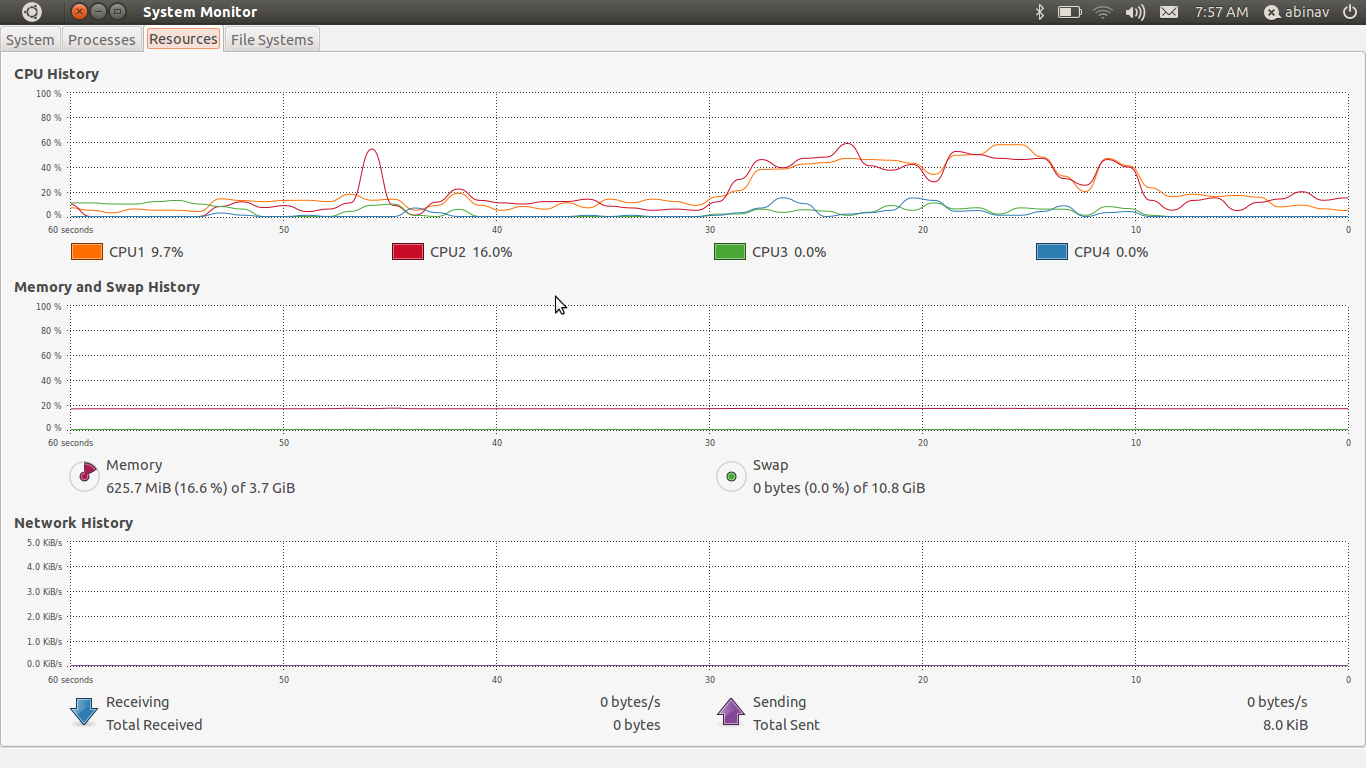 System Monitor 7:57 AM abinav
System Processes Resources File Systems
CPU History
100 %
80 %
60 %
40 %
20 %
0 %
60 seconds 50 40 30 20 10 0
CPU1 9.7% CPU2 16.0% CPU3 0.0% CPU4 0.0%
Memory and Swap History
100 %
80 %
60 %
40 %
20 %
0 %
60 seconds 50 40 30 20 10 0
Memory Swap
625.7 MiB (16.6 %) of 3.7 GiB 0 bytes (0.0 %) of 10.8 GiB
Network History
5.0 KiB/s
4.0 KiB/s
3.0 KiB/s
2.0 KiB/s
1.0 KiB/s
0.0 KiB/s
60 seconds 50 40 30 20 10 0
Receiving 0 bytes/s Sending 0 bytes/s
Total Received 0 bytes Total Sent 8.0 KiB